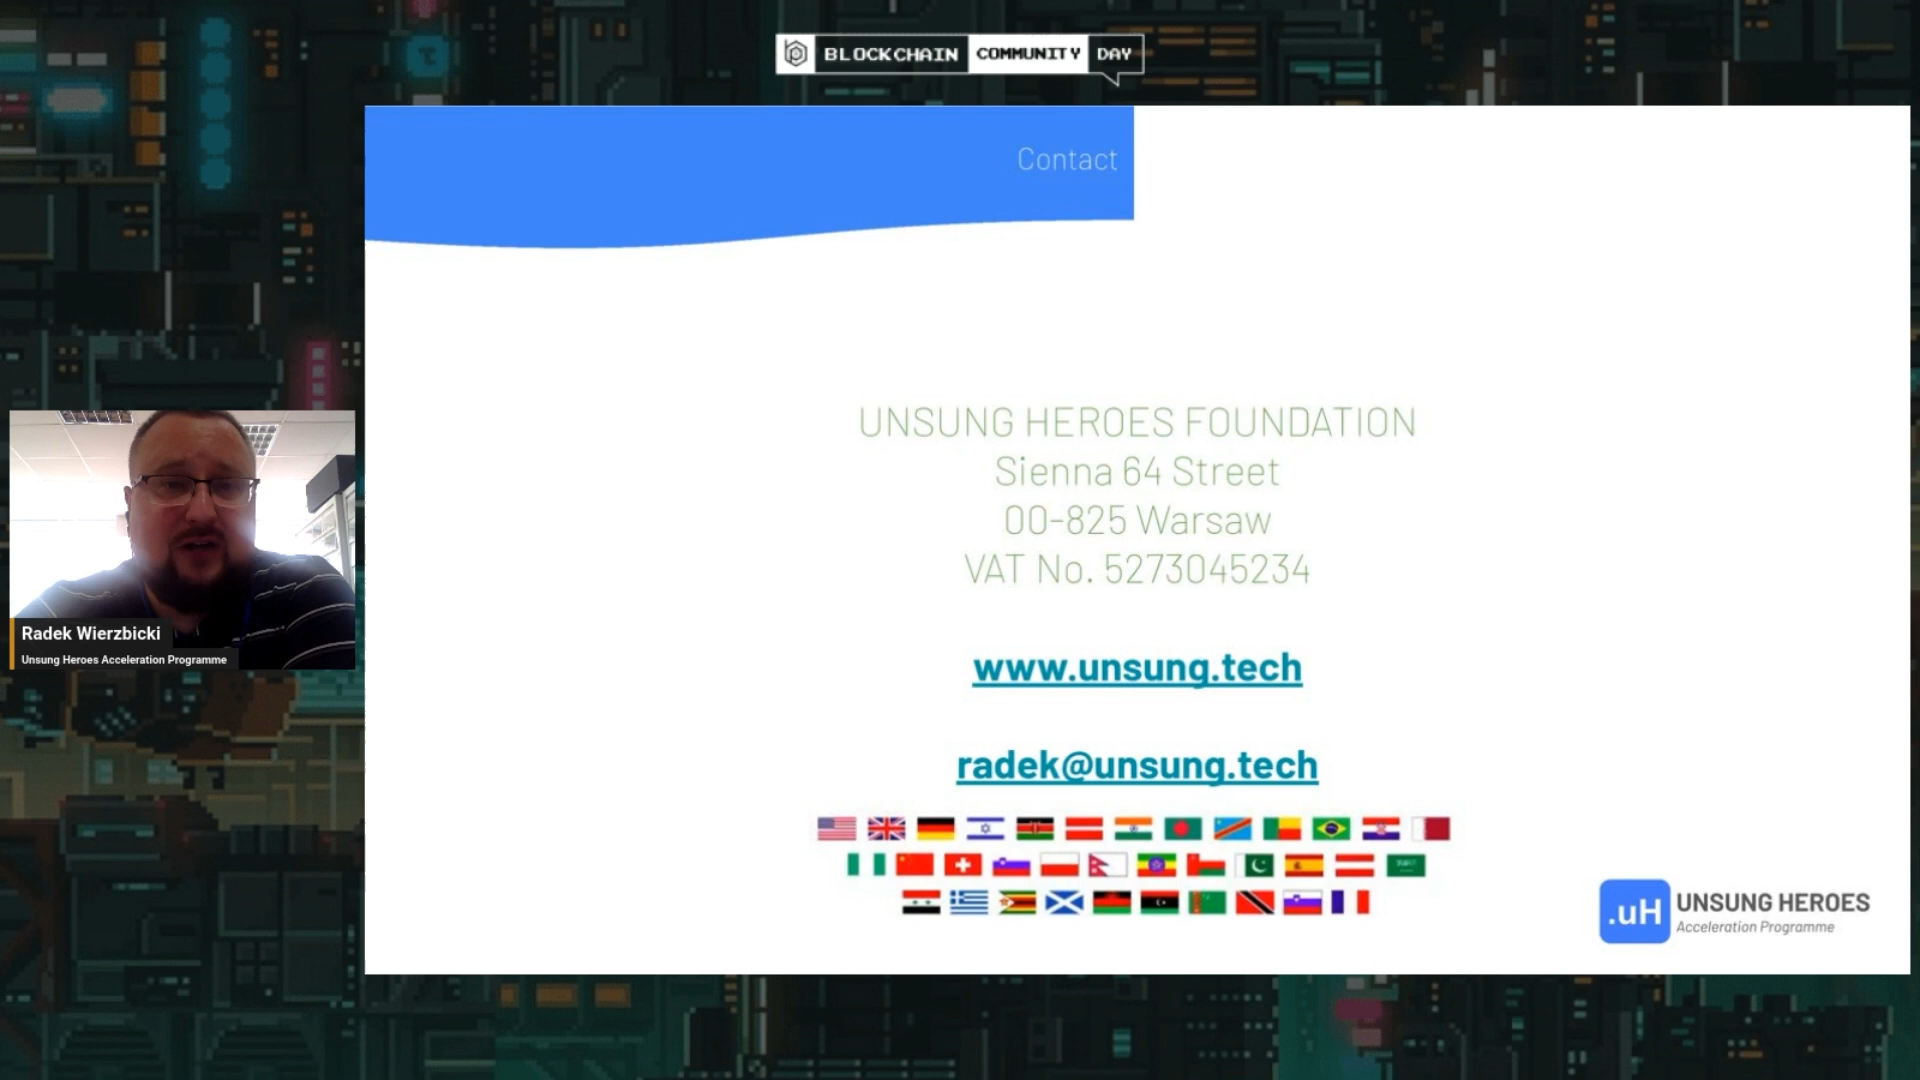 BLOCKCHAIN COMMUNITY DAY
Contact
UNSUNG HEROES FOUNDATION
Sienna 64 Street
00-825 Warsaw
VAT No. 5273045234
www.unsung.tech
radek@unsung.tech
Radek Wierzbicki
Unsung Heroes Acceleration Programme
.uH UNSUNG HEROES
Acceleration Programme